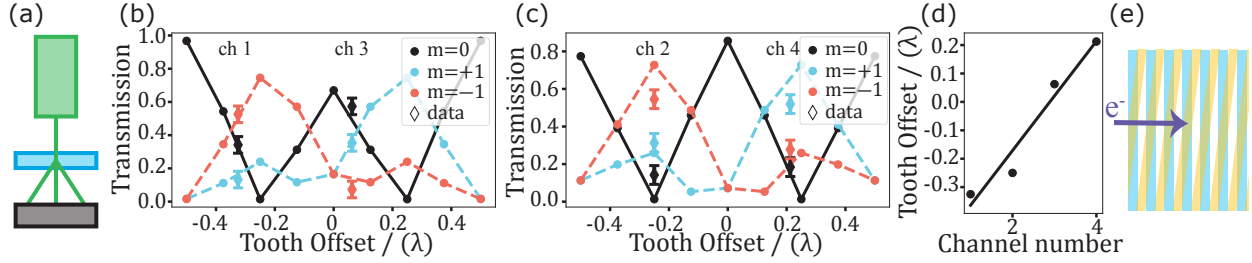 (a)
(b)
Transmission
1.0
0.8
0.6
0.4
0.2
0.0
ch 1
ch 3
m=0
m=+1
m=−1
data
-0.4
-0.2
0
0.2
0.4
Tooth Offset / (λ)
(c)
Transmission
0.8
0.6
0.4
0.2
0.0
ch 2
ch 4
m=0
m=+1
m=−1
data
-0.4
-0.2
0
0.2
0.4
Tooth Offset / (λ)
(d)
Tooth Offset / (λ)
0.2
0.1
0.0
-0.1
-0.2
-0.3
2
4
Channel number
(e)
e-